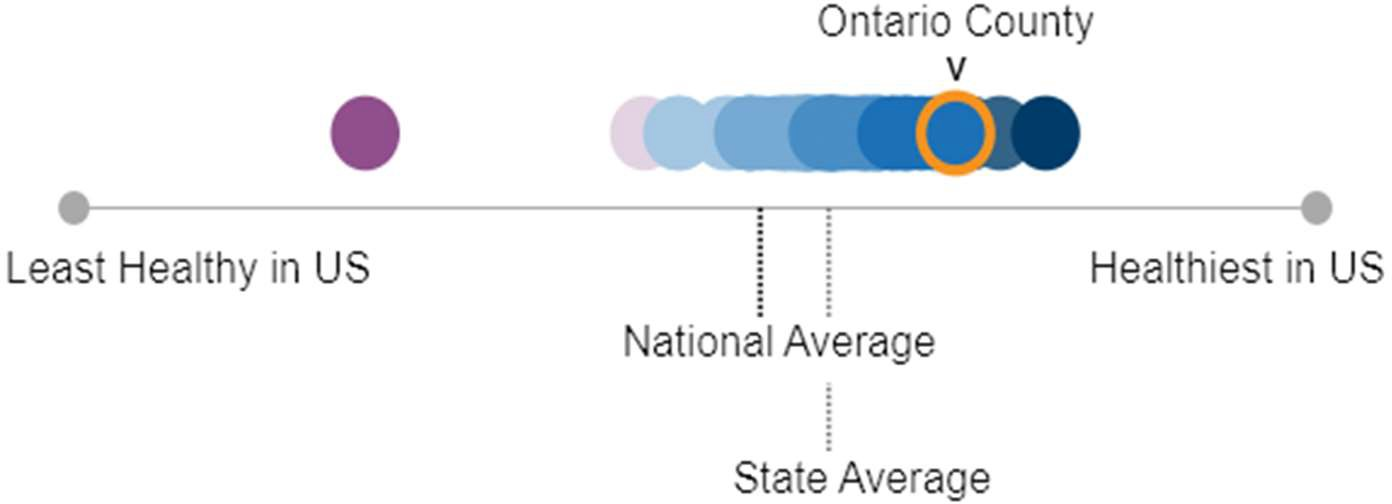 Ontario County
v
Least Healthy in US
Healthiest in US
National Average
State Average